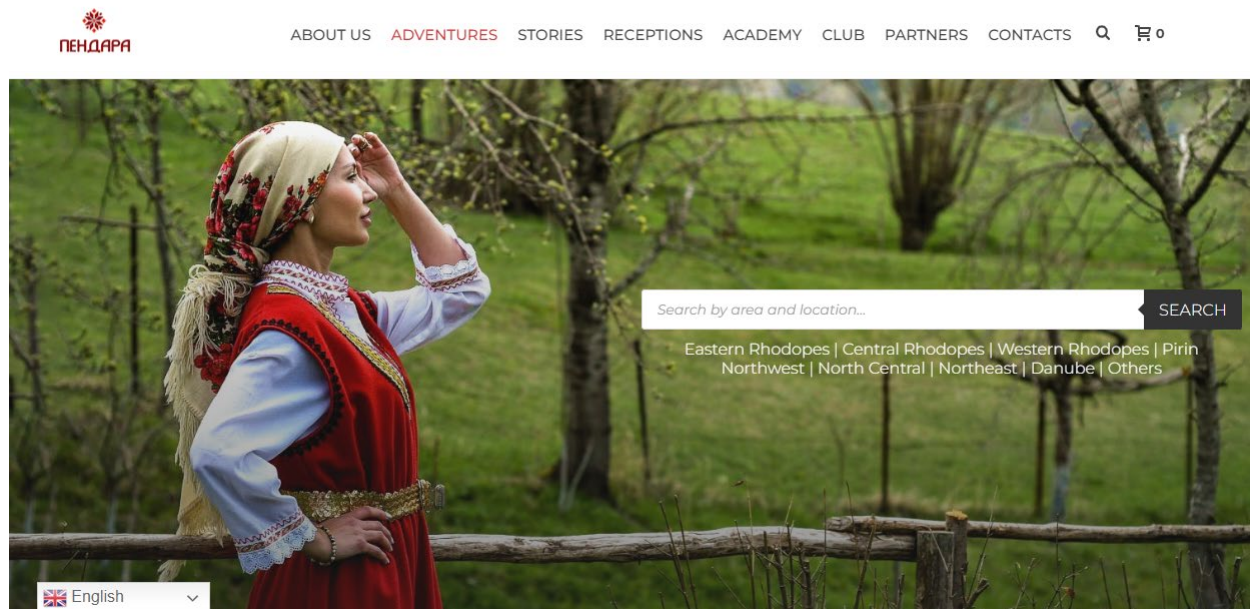 ПЕНДАРА
ABOUT US ADVENTURES STORIES RECEPTIONS ACADEMY CLUB PARTNERS CONTACTS 0
Search by area and location...
SEARCH
Eastern Rhodopes | Central Rhodopes | Western Rhodopes | Pirin
Northwest | North Central | Northeast | Danube | Others
English